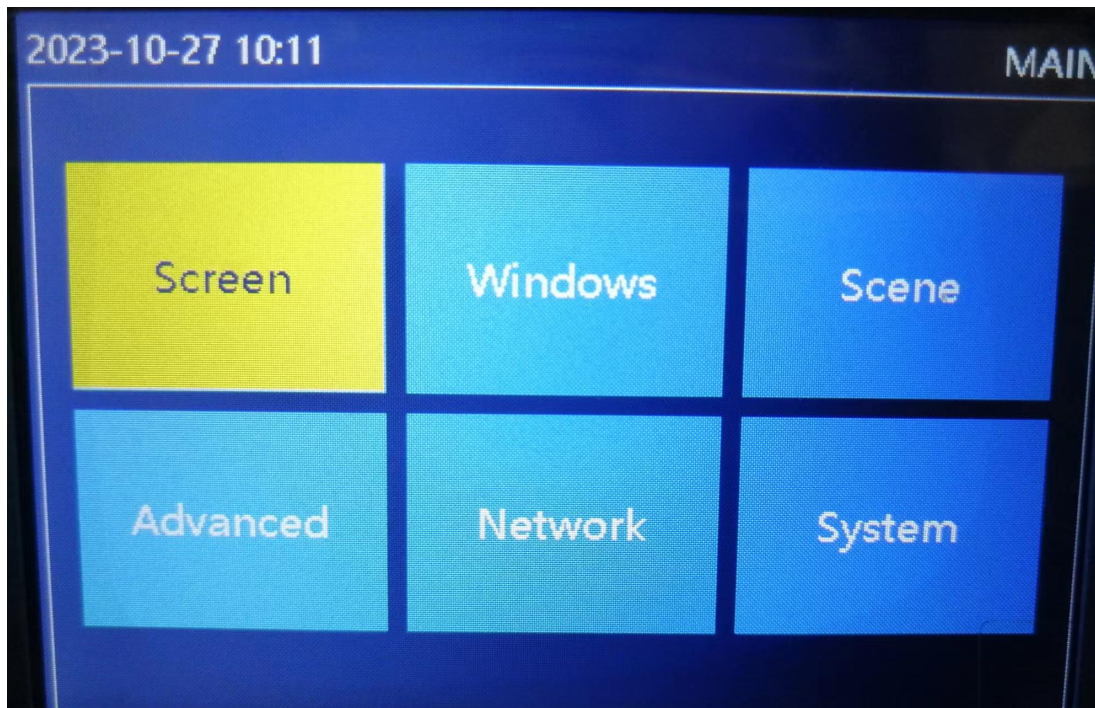 2023-10-27 10:11
MAIN
Screen
Windows
Scene
Advanced
Network
System